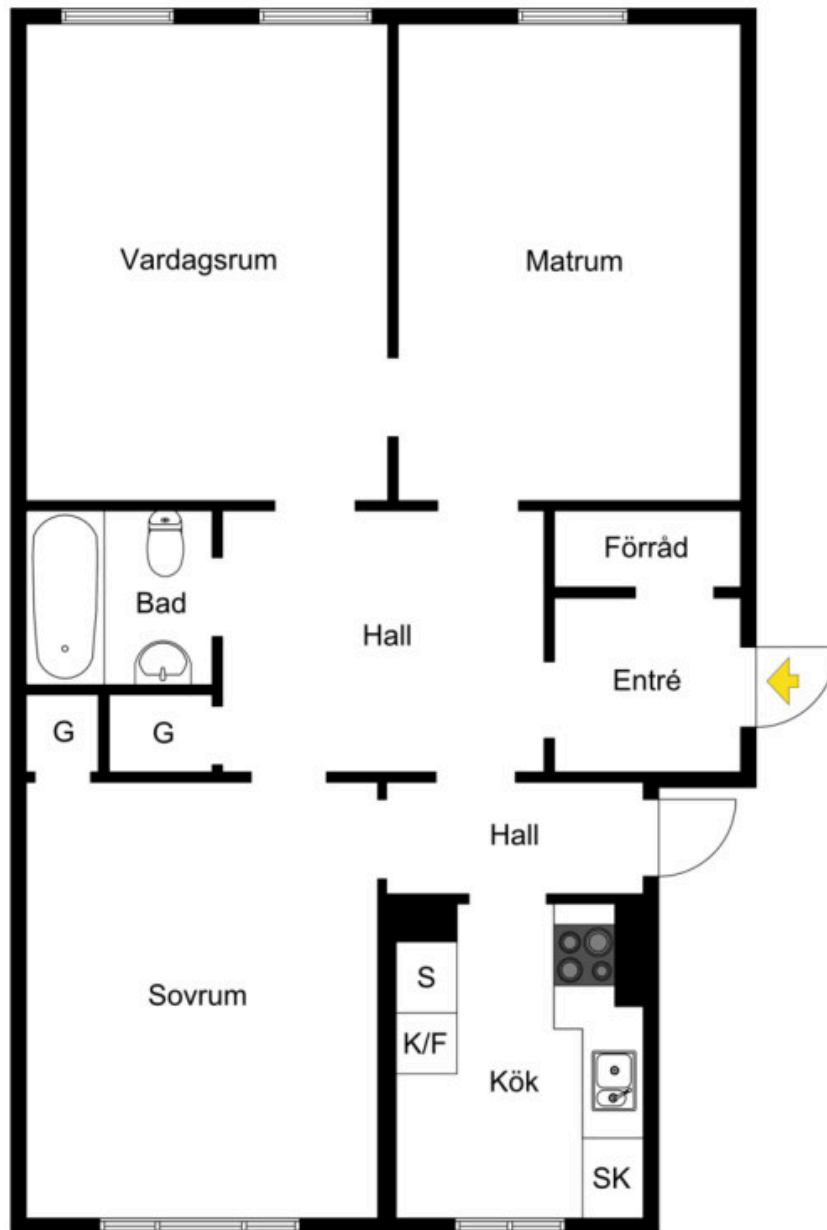 Vardagsrum
Matrum
Förråd
Bad
Hall
Entré
G
G
Hall
Sovrum
S
K/F
Kök
SK